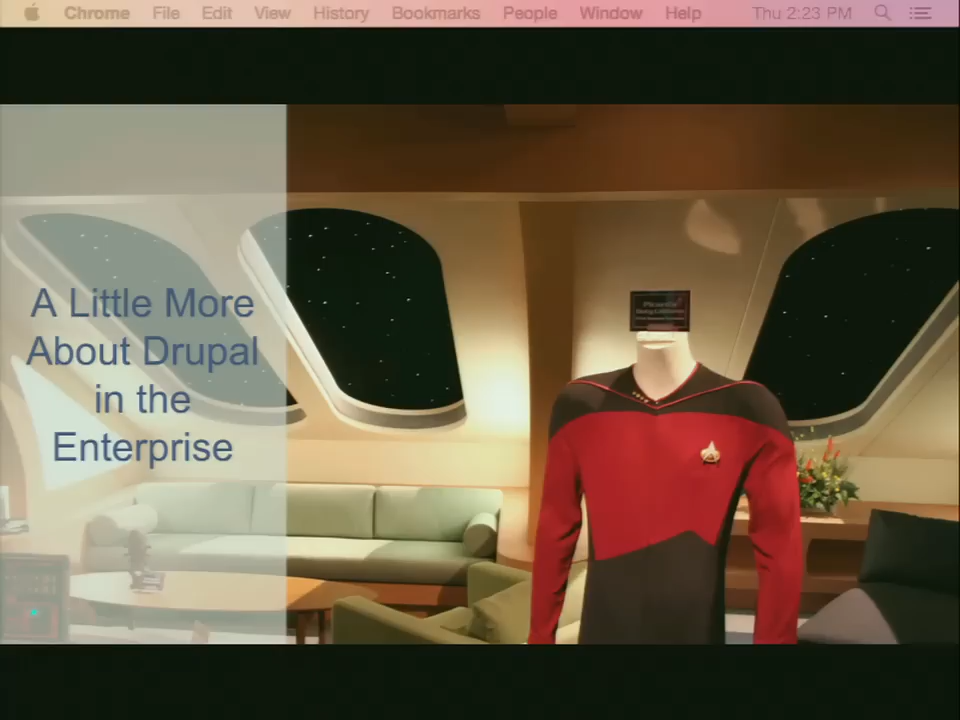 Chrome File Edit View History Bookmarks People Window Help Thu 2:23 PM
A Little More
About Drupal
in the
Enterprise